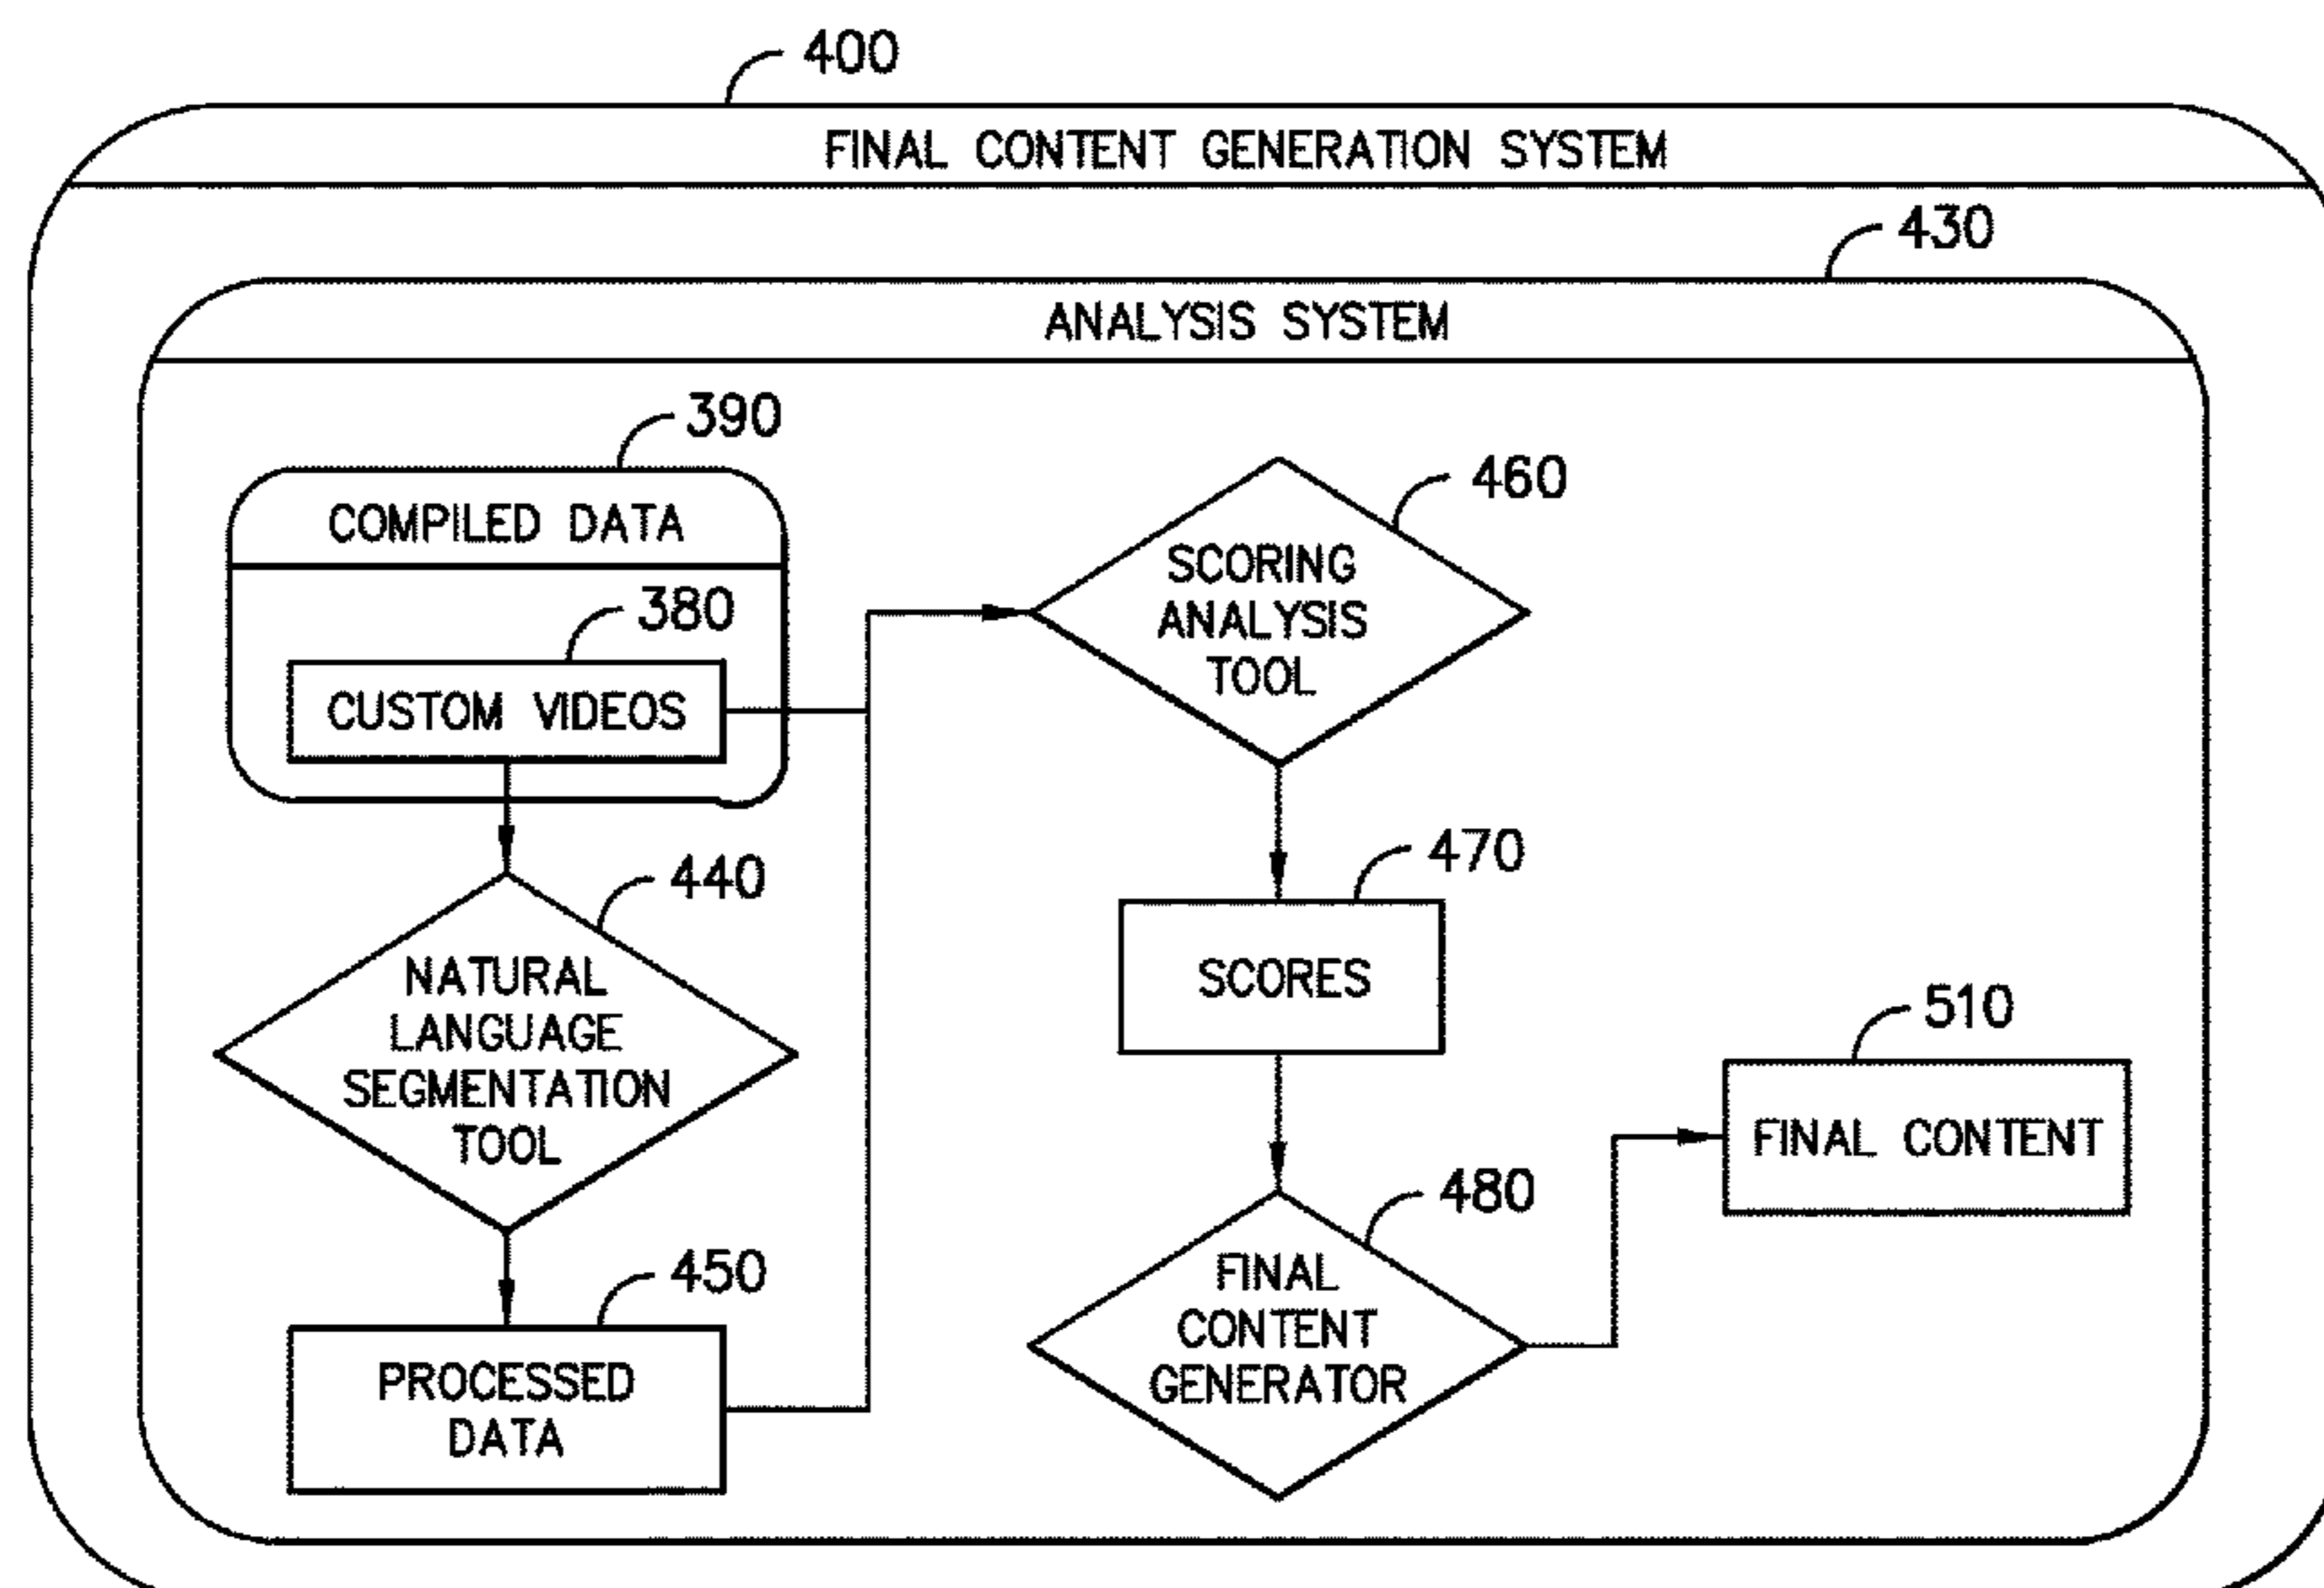 400
FINAL CONTENT GENERATION SYSTEM
430
ANALYSIS SYSTEM
390
COMPILED DATA
380
CUSTOM VIDEOS
440
NATURAL
LANGUAGE
SEGMENTATION
TOOL
450
PROCESSED
DATA
460
SCORING
ANALYSIS
TOOL
470
SCORES
480
FINAL
CONTENT
GENERATOR
510
FINAL CONTENT